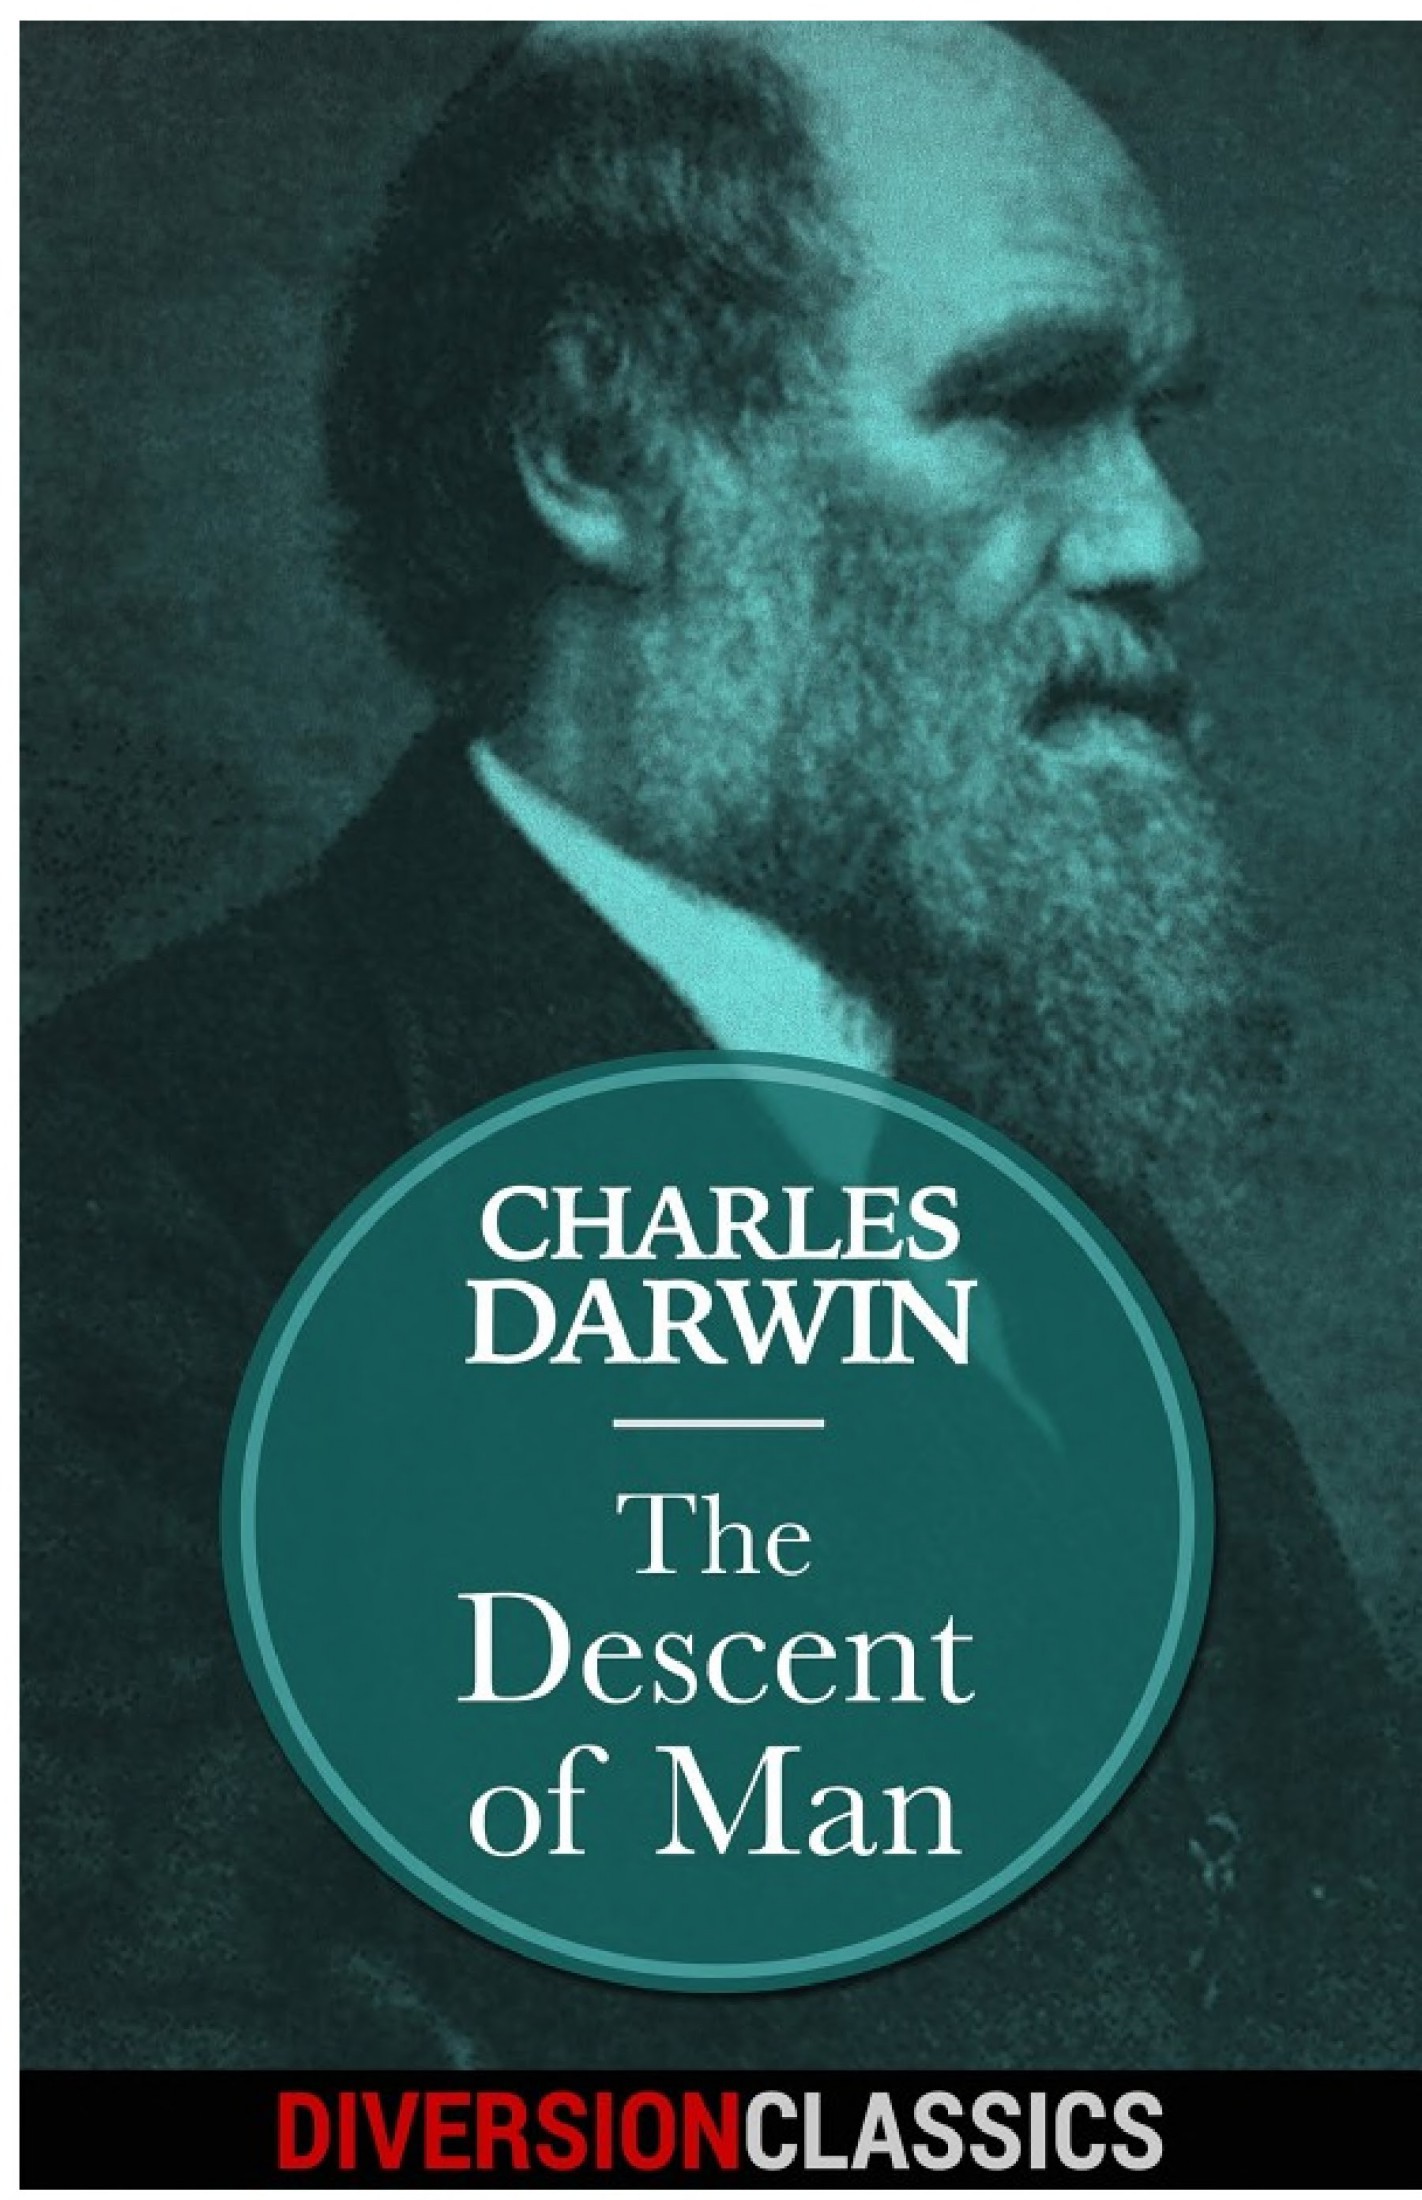 CHARLES
DARWIN
The
Descent
of Man
DIVERSIONCLASSICS